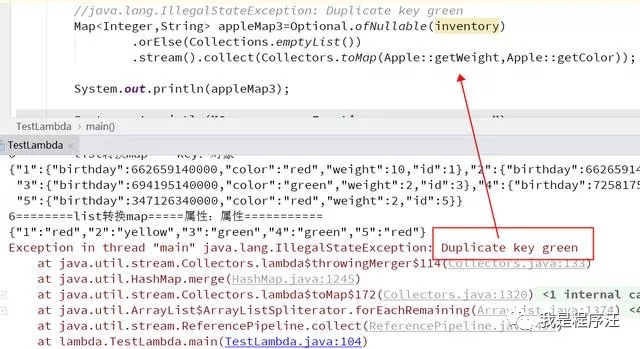 //java.lang.IllegalStateException: Duplicate key green
Map<Integer,String> appleMap3=Optional.ofNullable(inventory)
.orElse(Collections.emptyList())
.stream().collect(Collectors.toMap(Apple::getWeight,Apple::getColor));
System.out.println(appleMap3);
TestLambda › main()
TestLambda ×
{"1":{"birthday":662659140000,"color":"red","weight":10,"id":1},"2":{"birthday":66265914
"3":{"birthday":694195140000,"color":"green","weight":2,"id":3},"4":{"birthday":7258175
"5":{"birthday":347126340000,"color":"red","weight":2,"id":5}}
6========list转换map=====属性：属性===========
{"1":"red","2":"yellow","3":"green","4":"green","5":"red"}
Exception in thread "main" java.lang.IllegalStateException: Duplicate key green
at java.util.stream.Collectors.lambda$throwingMerger$114(Collectors.java:133)
at java.util.HashMap.merge(HashMap.java:1245)
at java.util.stream.Collectors.lambda$toMap$172(Collectors.java:1320) <1 internal ca
at java.util.ArrayList$ArrayListSpliterator.forEachRemaining(ArrayList.java:1374) <4
at java.util.stream.ReferencePipeline.collect(ReferencePipeline.java
at lambda.TestLambda.main(TestLambda.java:104)
我是程序汪